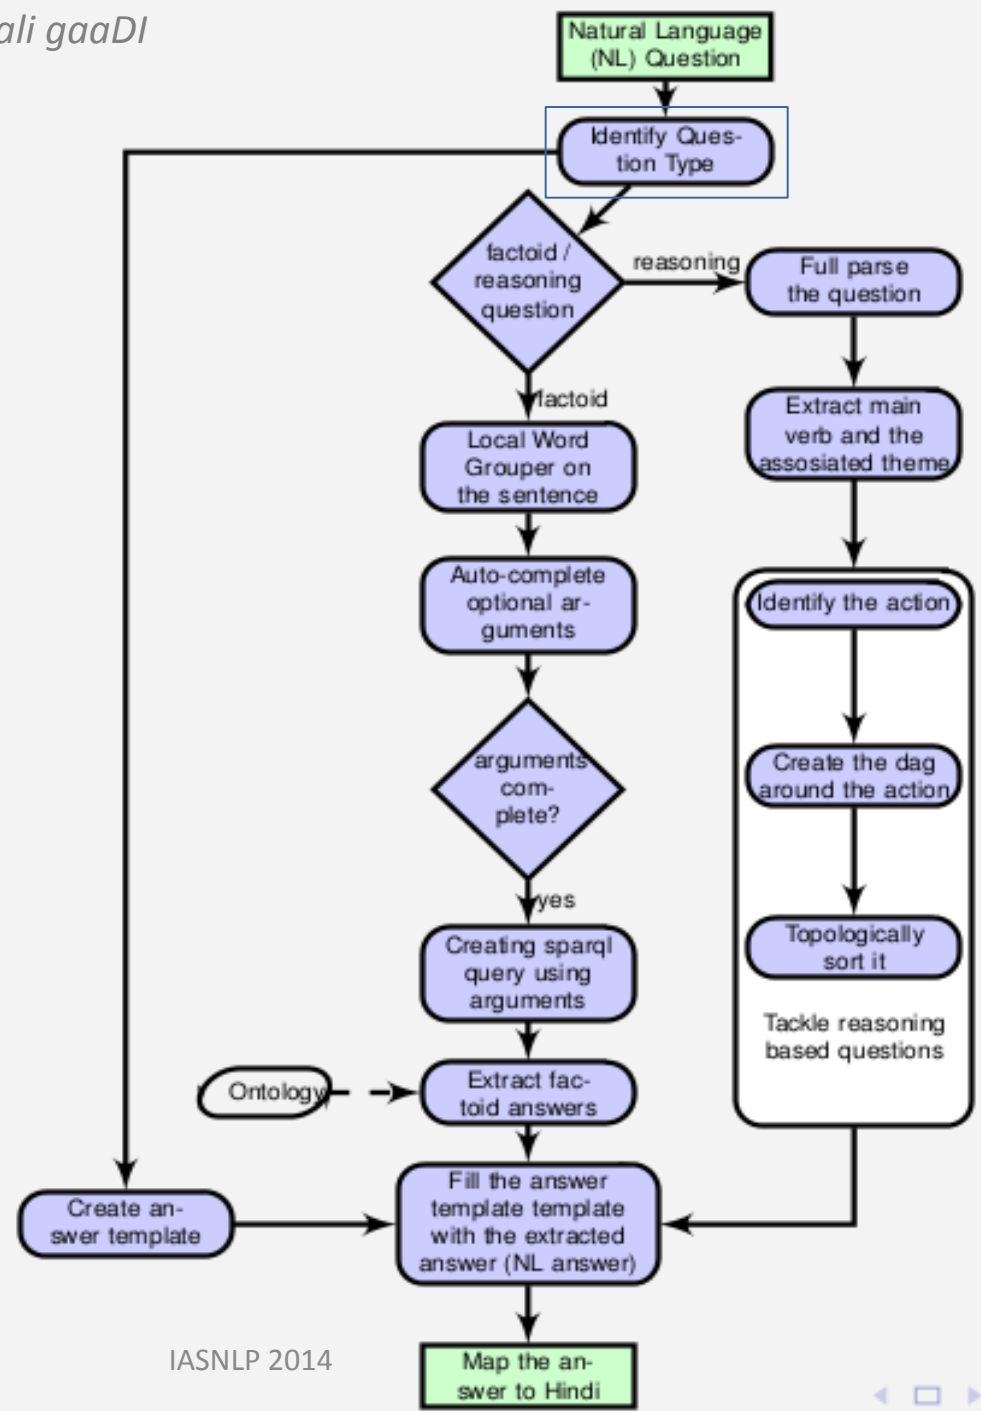 ali gaaDI
Natural Language
(NL) Question
Identify Ques-
tion Type
factoid /
reasoning
question
reasoning
Full parse
the question
factoid
Extract main
verb and the
assosiated theme
Local Word
Grouper on
the sentence
Auto-complete
optional ar-
guments
Identify the action
arguments
com-
plete?
Create the dag
around the action
yes
Creating sparql
query using
arguments
Topologically
sort it
Tackle reasoning
based questions
Ontology
Extract fac-
toid answers
Create an-
swer template
Fill the answer
template template
with the extracted
answer (NL answer)
IASNLP 2014
Map the an-
swer to Hindi